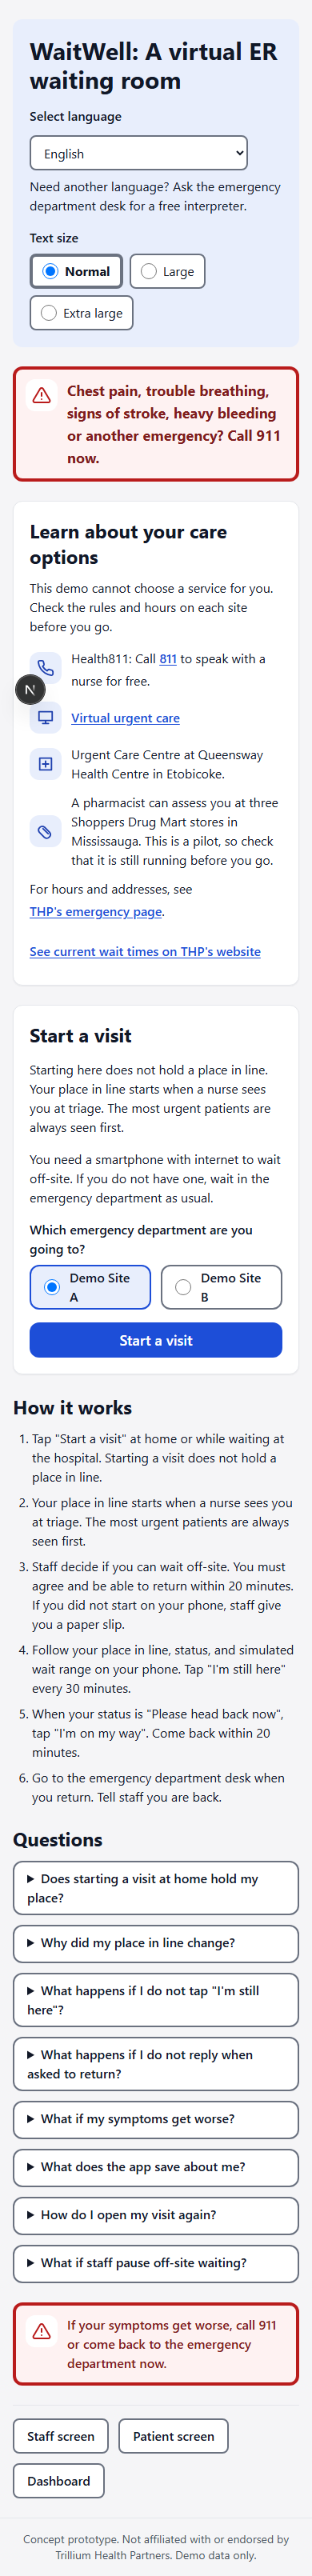 WaitWell: A virtual ER
waiting room
Select language
English
Need another language? Ask the emergency
department desk for a free interpreter.
Text size
Normal
Large
Extra large
Chest pain, trouble breathing,
signs of stroke, heavy bleeding
or another emergency? Call 911
now.
Learn about your care
options
This demo cannot choose a service for you.
Check the rules and hours on each site
before you go.
Health811: Call 811 to speak with a
nurse for free.
N
Virtual urgent care
Urgent Care Centre at Queensway
Health Centre in Etobicoke.
A pharmacist can assess you at three
Shoppers Drug Mart stores in
Mississauga. This is a pilot, so check
that it is still running before you go.
For hours and addresses, see
THP's emergency page.
See current wait times on THP's website
Start a visit
Starting here does not hold a place in line.
Your place in line starts when a nurse sees
you at triage. The most urgent patients are
always seen first.
You need a smartphone with internet to wait
off-site. If you do not have one, wait in the
emergency department as usual.
Which emergency department are you
going to?
Demo Site
A
Demo Site
B
Start a visit
How it works
1. Tap "Start a visit" at home or while waiting at
the hospital. Starting a visit does not hold a
place in line.
2. Your place in line starts when a nurse sees you
at triage. The most urgent patients are always
seen first.
3. Staff decide if you can wait off-site. You must
agree and be able to return within 20 minutes.
If you did not start on your phone, staff give
you a paper slip.
4. Follow your place in line, status, and simulated
wait range on your phone. Tap "I'm still here"
every 30 minutes.
5. When your status is "Please head back now",
tap "I'm on my way". Come back within 20
minutes.
6. Go to the emergency department desk when
you return. Tell staff you are back.
Questions
Does starting a visit at home hold my
place?
Why did my place in line change?
What happens if I do not tap "I'm still
here"?
What happens if I do not reply when
asked to return?
What if my symptoms get worse?
What does the app save about me?
How do I open my visit again?
What if staff pause off-site waiting?
If your symptoms get worse, call 911
or come back to the emergency
department now.
Staff screen
Patient screen
Dashboard
Concept prototype. Not affiliated with or endorsed by
Trillium Health Partners. Demo data only.